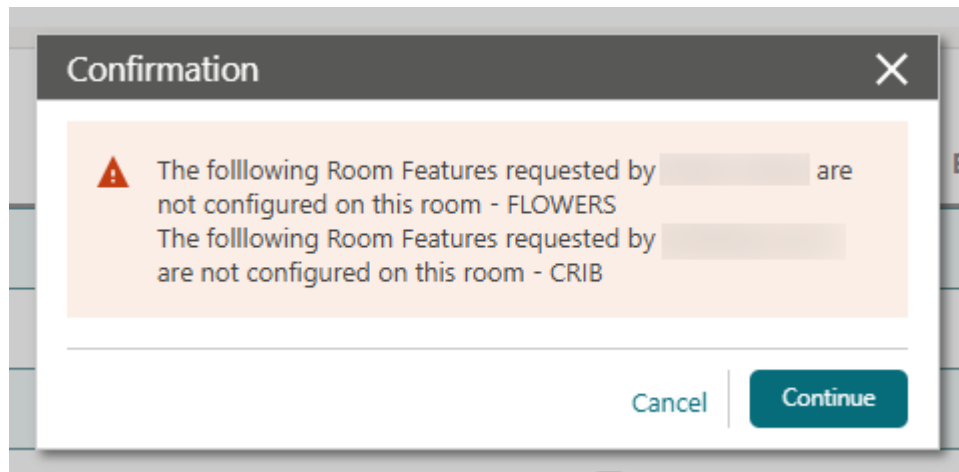 Confirmation
The folllowing Room Features requested by are
not configured on this room - FLOWERS
The folllowing Room Features requested by
are not configured on this room - CRIB
Cancel
Continue